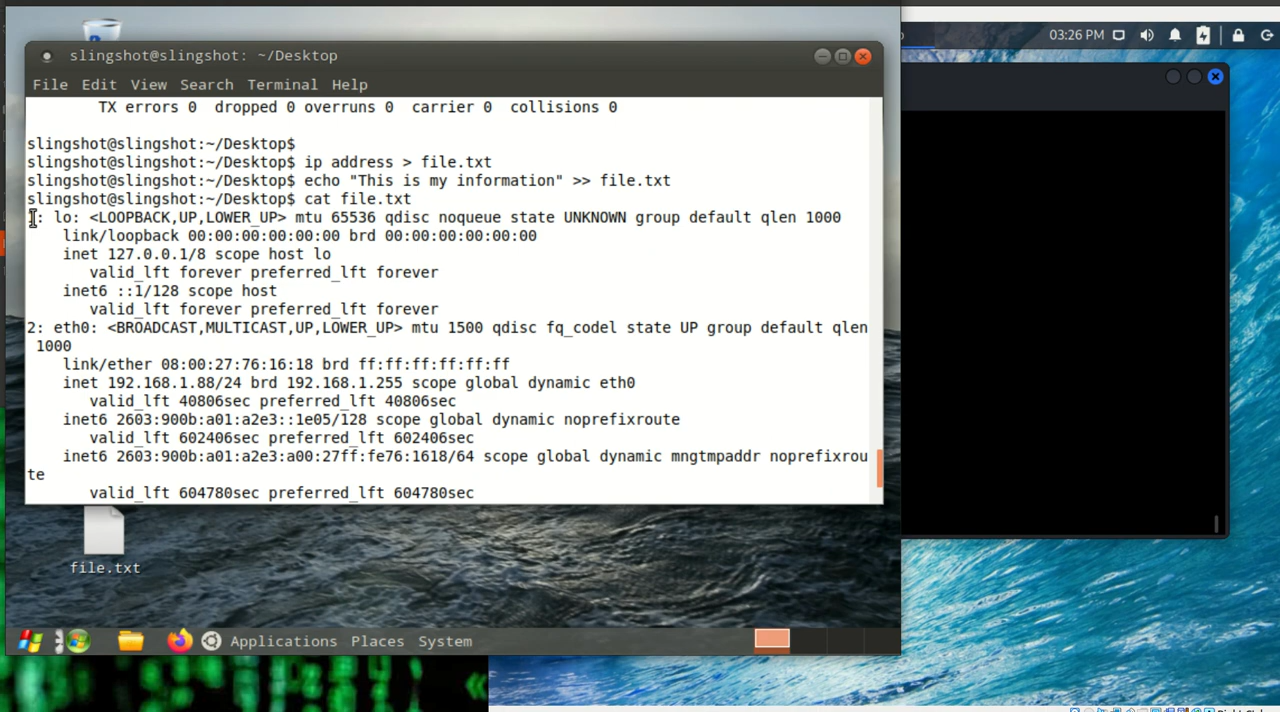 slingshot@slingshot: ~/Desktop
03:26 PM
File Edit View Search Terminal Help
TX errors 0  dropped 0 overruns 0  carrier 0  collisions 0
slingshot@slingshot:~/Desktop$
slingshot@slingshot:~/Desktop$ ip address > file.txt
slingshot@slingshot:~/Desktop$ echo "This is my information" >> file.txt
slingshot@slingshot:~/Desktop$ cat file.txt
1: lo: <LOOPBACK,UP,LOWER_UP> mtu 65536 qdisc noqueue state UNKNOWN group default qlen 1000
link/loopback 00:00:00:00:00:00 brd 00:00:00:00:00:00
inet 127.0.0.1/8 scope host lo
valid_lft forever preferred_lft forever
inet6 ::1/128 scope host
valid_lft forever preferred_lft forever
2: eth0: <BROADCAST,MULTICAST,UP,LOWER_UP> mtu 1500 qdisc fq_codel state UP group default qlen
1000
link/ether 08:00:27:76:16:18 brd ff:ff:ff:ff:ff:ff
inet 192.168.1.88/24 brd 192.168.1.255 scope global dynamic eth0
valid_lft 40806sec preferred_lft 40806sec
inet6 2603:900b:a01:a2e3::1e05/128 scope global dynamic noprefixroute
valid_lft 602406sec preferred_lft 602406sec
inet6 2603:900b:a01:a2e3:a00:27ff:fe76:1618/64 scope global dynamic mngtmpaddr noprefixrou
te
valid_lft 604780sec preferred_lft 604780sec
file.txt
Applications Places System